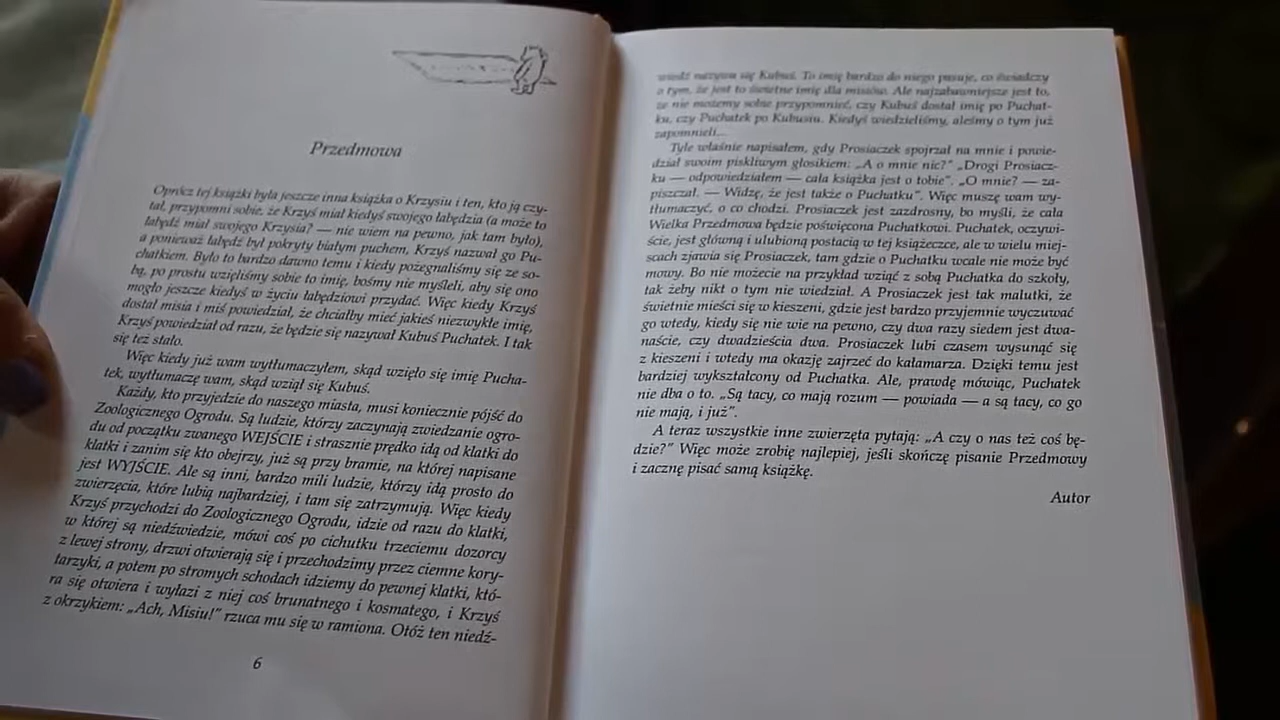 Przedmowa
Oprócz tej książki była jeszcze inna książka o Krzysiu i ten, kto ją czy-
tał, przypomni sobie, że Krzyś miał kiedyś swojego łabędzia (a może to
łabędź miał swojego Krzysia? — nie wiem na pewno, jak tam było),
a ponieważ łabędź był pokryty białym puchem, Krzyś nazwał go Pu-
chatkiem. Było to bardzo dawno temu i kiedy pożegnaliśmy się ze so-
bą, po prostu wzięliśmy sobie to imię, bośmy nie myśleli, aby się ono
mogło jeszcze kiedyś w życiu łabędziowi przydać. Więc kiedy Krzyś
dostał misia i miś powiedział, że chciałby mieć jakieś niezwykłe imię,
Krzyś powiedział od razu, że będzie się nazywał Kubuś Puchatek. I tak
się też stało.
Więc kiedy już wam wytłumaczyłem, skąd wzięło się imię Pucha-
tek, wytłumaczę wam, skąd wziął się Kubuś.
Każdy, kto przyjedzie do naszego miasta, musi koniecznie pójść do
Zoologicznego Ogrodu. Są ludzie, którzy zaczynają zwiedzanie ogro-
du od początku zwanego WEJŚCIE i strasznie prędko idą od klatki do
klatki i zanim się kto obejrzy, już są przy bramie, na której napisane
jest WYJŚCIE. Ale są inni, bardzo mili ludzie, którzy idą prosto do
zwierzęcia, które lubią najbardziej, i tam się zatrzymują. Więc kiedy
Krzyś przychodzi do Zoologicznego Ogrodu, idzie od razu do klatki,
w której są niedźwiedzie, mówi coś po cichutku trzeciemu dozorcy
z lewej strony, drzwi otwierają się i przechodzimy przez ciemne kory-
tarzyki, a potem po stromych schodach idziemy do pewnej klatki, któ-
ra się otwiera i wyłazi z niej coś brunatnego i kosmatego, i Krzyś
z okrzykiem: „Ach, Misiu!” rzuca mu się w ramiona. Otóż ten niedź-
6
wiedź nazywa się Kubuś. To imię bardzo do niego pasuje, co świadczy
o tym, że jest to świetne imię dla misiów. Ale najzabawniejsze jest to,
że nie możemy sobie przypomnieć, czy Kubuś dostał imię po Puchat-
ku, czy Puchatek po Kubusiu. Kiedyś wiedzieliśmy, aleśmy o tym już
zapomnieli...
Tyle właśnie napisałem, gdy Prosiaczek spojrzał na mnie i powie-
dział swoim piskliwym głosikiem: „A o mnie nic?” „Drogi Prosiacz-
ku — odpowiedziałem — cała książka jest o tobie”. „O mnie? — za-
piszczał. — Widzę, że jest także o Puchatku”. Więc muszę wam wy-
tłumaczyć, o co chodzi. Prosiaczek jest zazdrosny, bo myśli, że cała
Wielka Przedmowa będzie poświęcona Puchatkowi. Puchatek, oczywi-
ście, jest główną i ulubioną postacią w tej książeczce, ale w wielu miej-
scach zjawia się Prosiaczek, tam gdzie o Puchatku wcale nie może być
mowy. Bo nie możecie na przykład wziąć z sobą Puchatka do szkoły,
tak żeby nikt o tym nie wiedział. A Prosiaczek jest tak malutki, że
świetnie mieści się w kieszeni, gdzie jest bardzo przyjemnie wyczuwać
go wtedy, kiedy się nie wie na pewno, czy dwa razy siedem jest dwa-
naście, czy dwadzieścia dwa. Prosiaczek lubi czasem wysunąć się
z kieszeni i wtedy ma okazję zajrzeć do kałamarza. Dzięki temu jest
bardziej wykształcony od Puchatka. Ale, prawdę mówiąc, Puchatek
nie dba o to. „Są tacy, co mają rozum — powiada — a są tacy, co go
nie mają, i już”.
A teraz wszystkie inne zwierzęta pytają: „A czy o nas też coś bę-
dzie?” Więc może zrobię najlepiej, jeśli skończę pisanie Przedmowy
i zacznę pisać samą książkę.
Autor